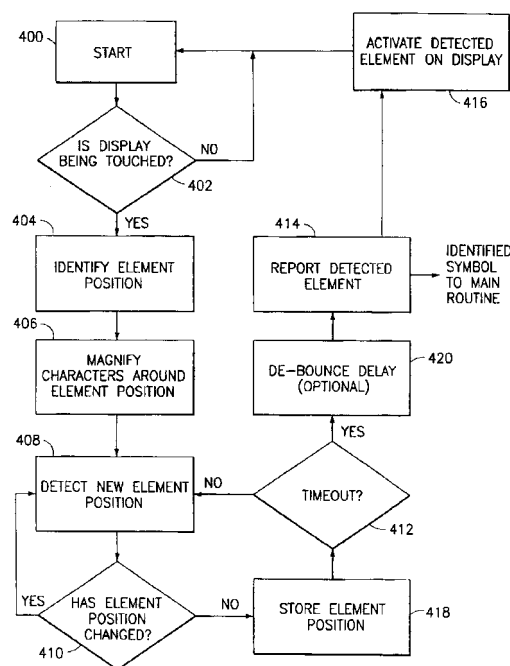 400
START
ACTIVATE DETECTED
ELEMENT ON DISPLAY
416
IS DISPLAY
BEING TOUCHED?
NO
402
YES
404
IDENTIFY ELEMENT
POSITION
414
REPORT DETECTED
ELEMENT
IDENTIFIED
SYMBOL
TO MAIN
ROUTINE
406
MAGNIFY
CHARACTERS AROUND
ELEMENT POSITION
420
DE-BOUNCE DELAY
(OPTIONAL)
YES
408
DETECT NEW ELEMENT
POSITION
NO
TIMEOUT?
412
YES
HAS ELEMENT
POSITION
CHANGED?
410
NO
STORE ELEMENT
POSITION
418